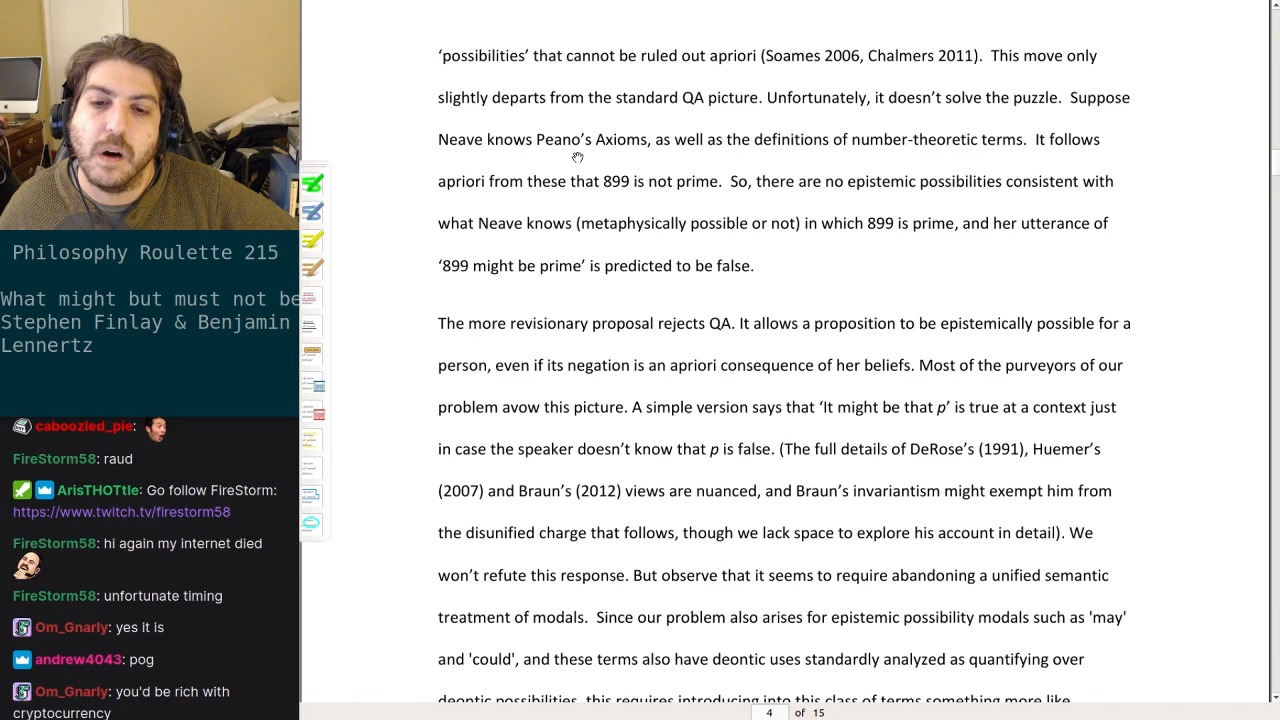 Philosophy Roulette 215
What might but must not be
Stephen Finlay & Benjamin
Lennertz
caboozled_pie:
FireStorm58: raud
ArisTHOTtle: Go follow FireStorm:
https://www.twitch.tv/firestorm58
FireStorm58: hi again my internet died
FireStorm58: unfortunate timing
Om_Gnarly: yes it is
andrew4043: pog
Om_Gnarly: you'd be rich with
cryptocurrency
‘possibilities’ that cannot be ruled out apriori (Soames 2006, Chalmers 2011). This move only
slightly departs from the standard QA picture. Unfortunately, it doesn’t solve the puzzle. Suppose
Neave knows Peano’s Axioms, as well as the definitions of number-theoretic terms. It follows
apriori from these that 899 is not prime. So, there are no epistemic possibilities consistent with
what Neave knows (metaphysically possible or not) in which 899 is prime, and her utterance of
‘899 might be prime’ is predicted to be false.
The more revisionary proposal rejects QA. It allows a proposition to be epistemically possible for a
person, even if its negation is an apriori consequence of her beliefs. Most of the purveyors of our
problem avow this picture. A simple version says that ‘It might be that p’ is true in a context just
in case the speaker doesn’t know that p is false. (The full details of DeRose’s (1991), Huemer’s
(2007) and Braun’s (2012) views are nuanced, and Braun’s invariantism might exempt him from
the disunified charge that follows, though we lack space to explore his account in detail). We
won’t refute this response. But observe that it seems to require abandoning a unified semantic
treatment of modals. Since our problem also arises for epistemic possibility modals such as 'may'
and 'could', and these terms also have deontic uses standardly analyzed as quantifying over
deontic possibilities, this requires introducing into this class of terms something more like
4 of 15